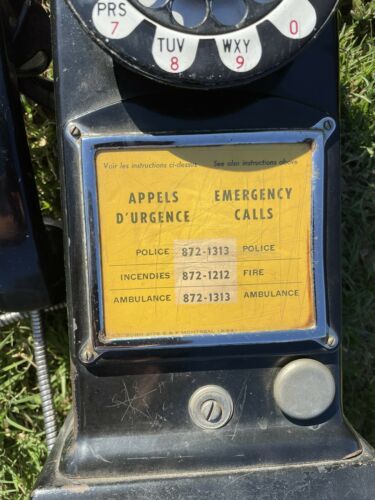 PRS
7
TUV
8
WXY
9
0
Voir les instructions ci-dessus See also instructions above
APPELS EMERGENCY
D'URGENCE CALLS
POLICE 872-1313 POLICE
INCENDIES 872-1212 FIRE
AMBULANCE 872-1313 AMBULANCE
MONTREAL